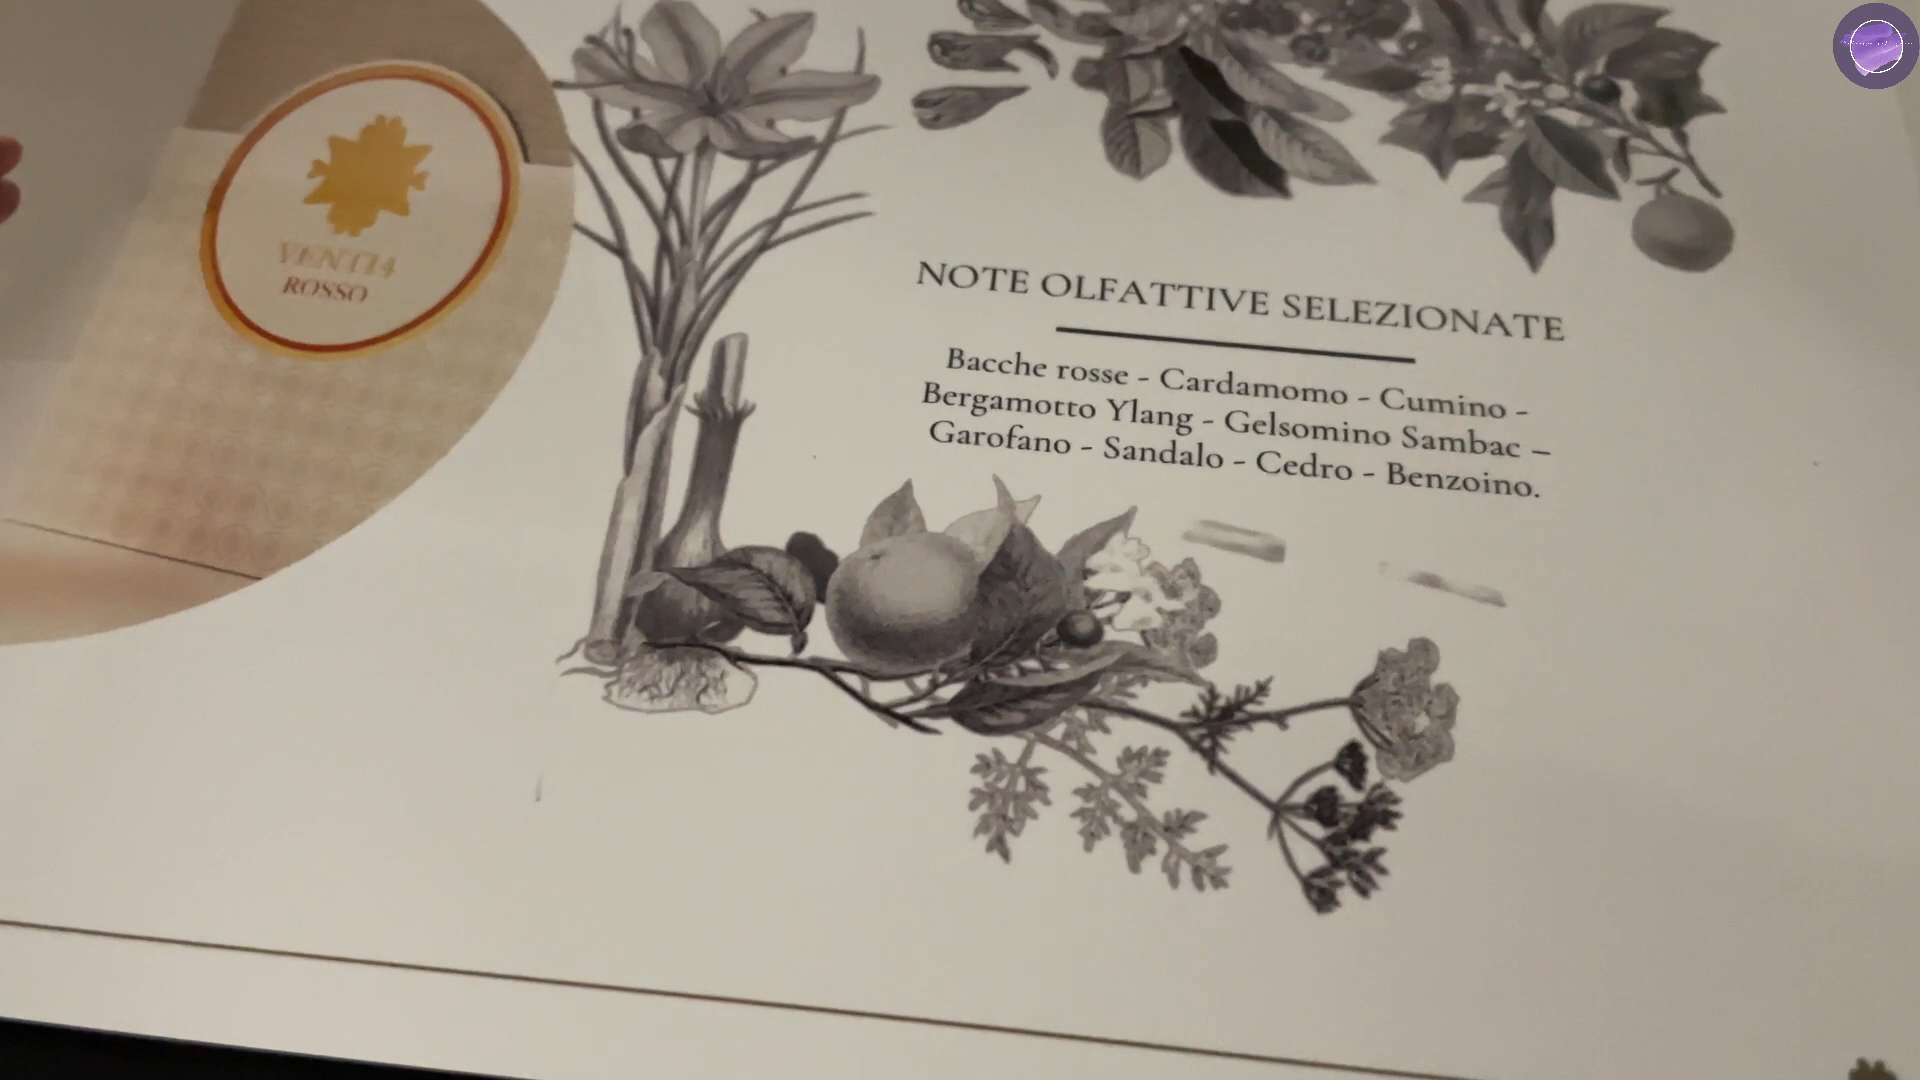 VENTI4
ROSSO
NOTE OLFATTIVE SELEZIONATE
Bacche rosse - Cardamomo - Cumino -
Bergamotto Ylang - Gelsomino Sambac –
Garofano - Sandalo - Cedro - Benzoino.